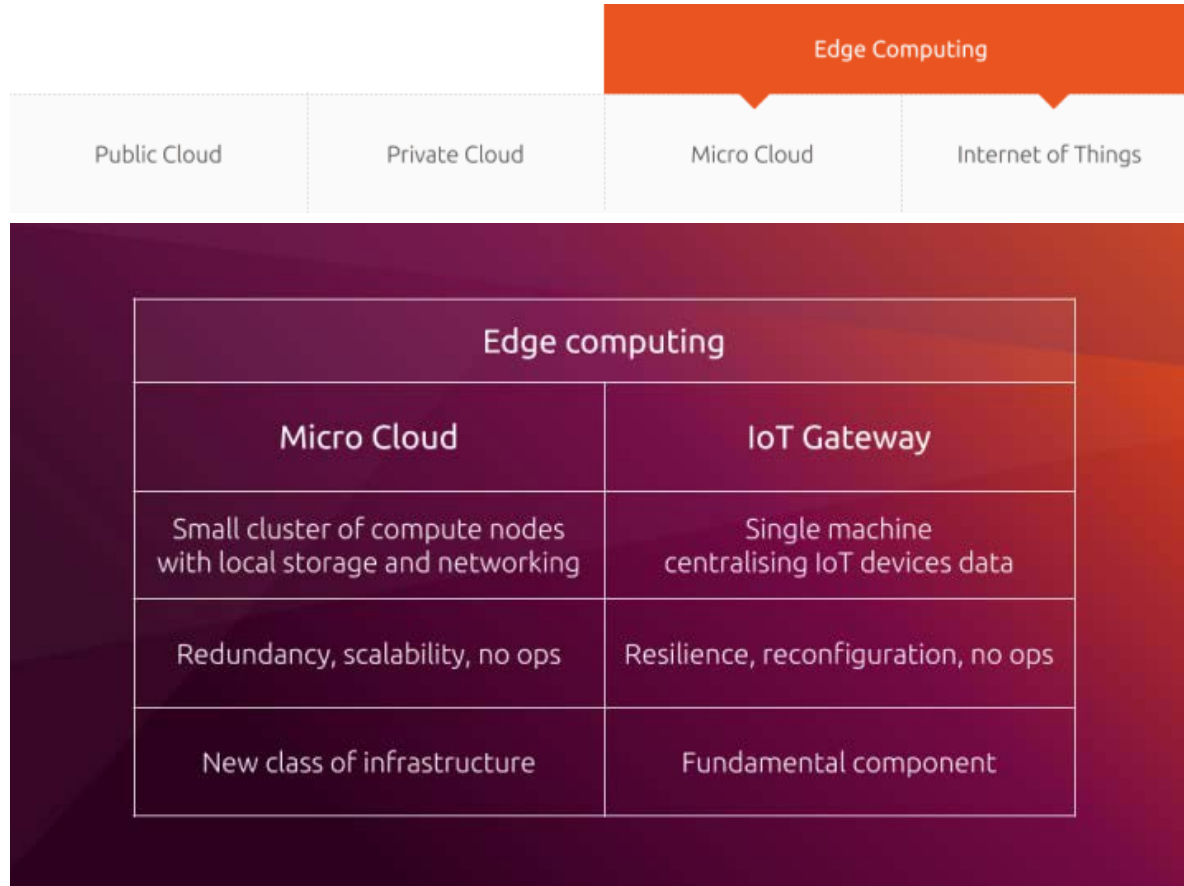 Edge Computing
Public Cloud
Private Cloud
Micro Cloud
Internet of Things
Edge computing
Micro Cloud
IoT Gateway
Small cluster of compute nodes
with local storage and networking
Single machine
centralising IoT devices data
Redundancy, scalability, no ops
Resilience, reconfiguration, no ops
New class of infrastructure
Fundamental component